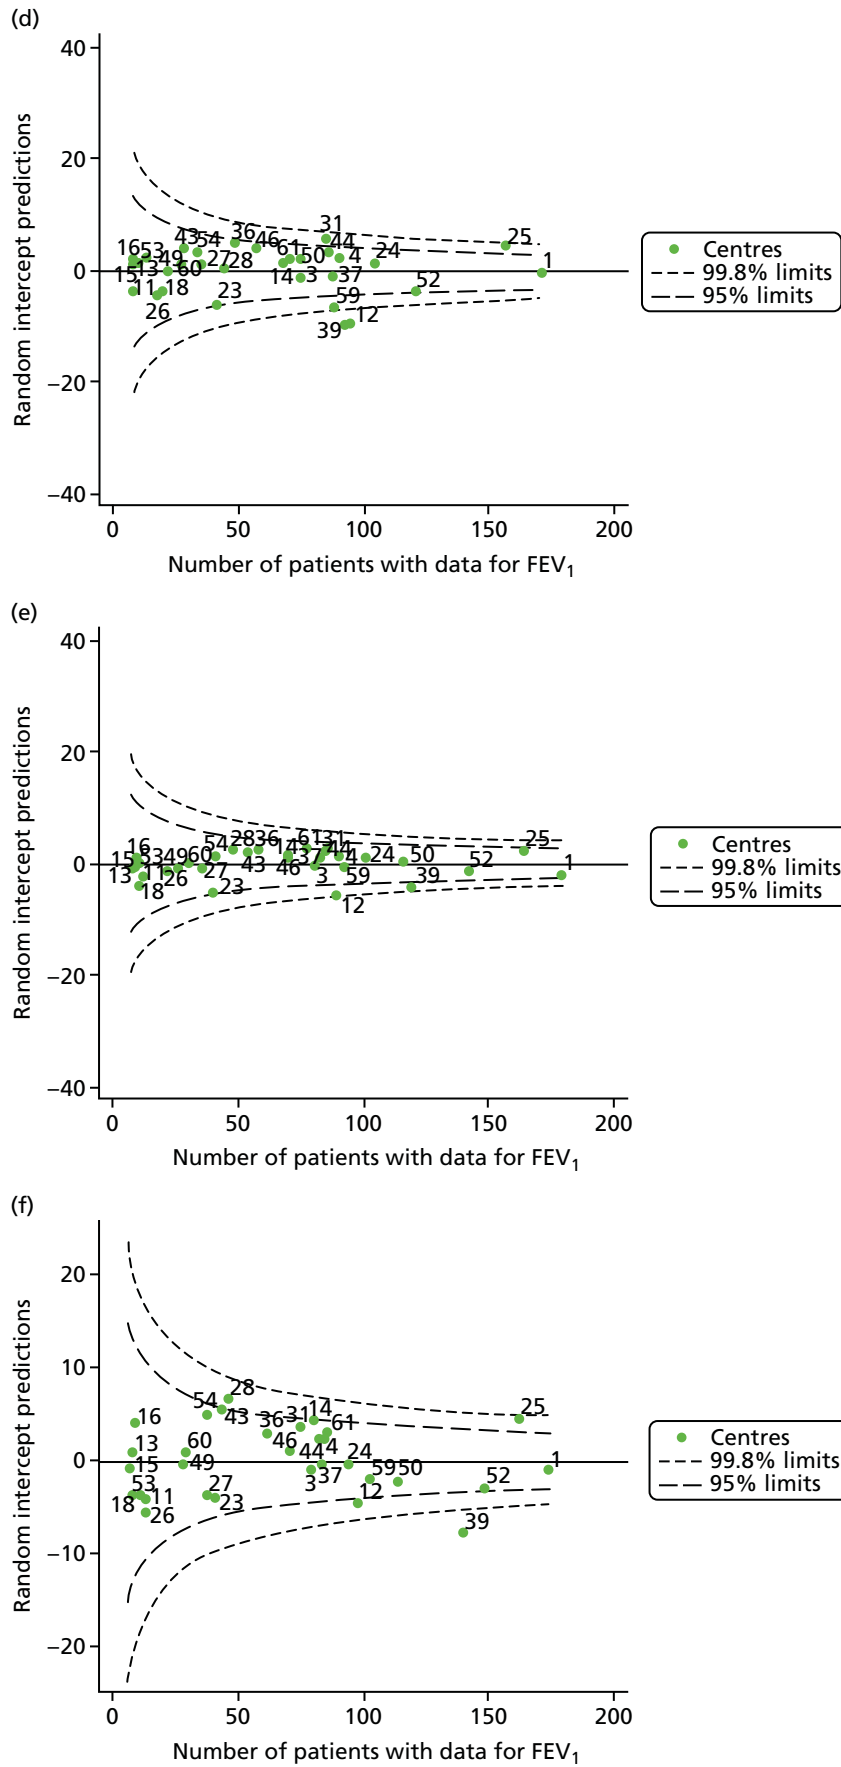 (d)
40
20
0
−20
−40
Random intercept predictions
31
36
25
43 54 46 44
16 53 61 50 4 24 1
49 27 28
15 13 60 14 3 37
11 18 23 59 52
26 39 12
0 50 100 150 200
Number of patients with data for FEV1
Centres
99.8% limits
95% limits
(e)
40
20
0
−20
−40
Random intercept predictions
16 54 28 36 61 31 25
15 53 49 60 14 37 44 4 24 50 52 1
13 11 26 27 43 46 3 59 39
18 23 12
0 50 100 150 200
Number of patients with data for FEV1
Centres
99.8% limits
95% limits
(f)
20
10
0
−10
−20
Random intercept predictions
28
16 54 43 36 31 14 61 25
13 60 46 44 4 24 1
15 49 3 37 59 50 52
53 27
18 11 23 12
26 39
0 50 100 150 200
Number of patients with data for FEV1
Centres
99.8% limits
95% limits